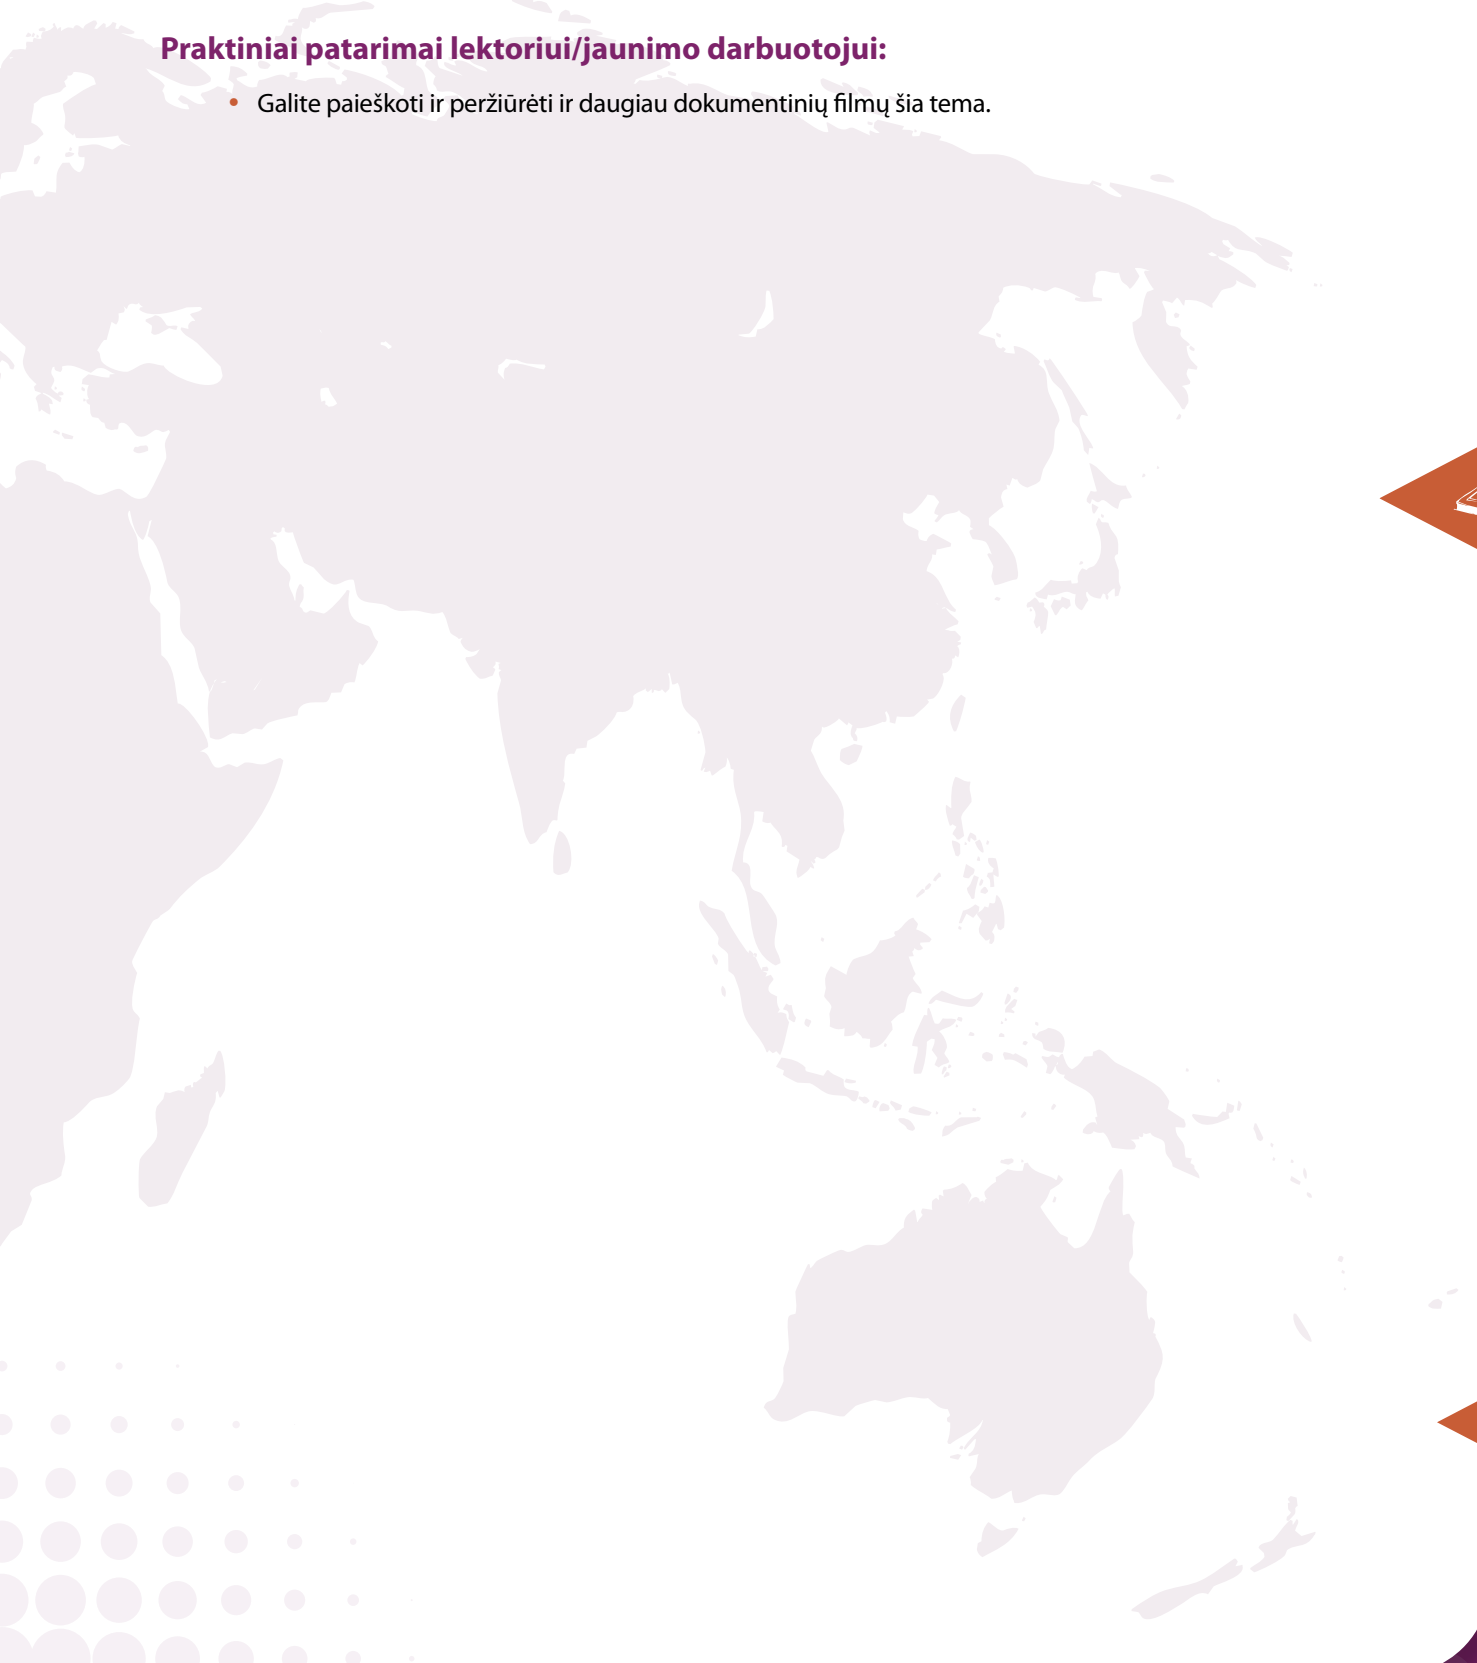 Praktiniai patarimai lektoriui/jaunimo darbuotojui:
• Galite paieškoti ir peržiūrėti ir daugiau dokumentinių filmų šia tema.